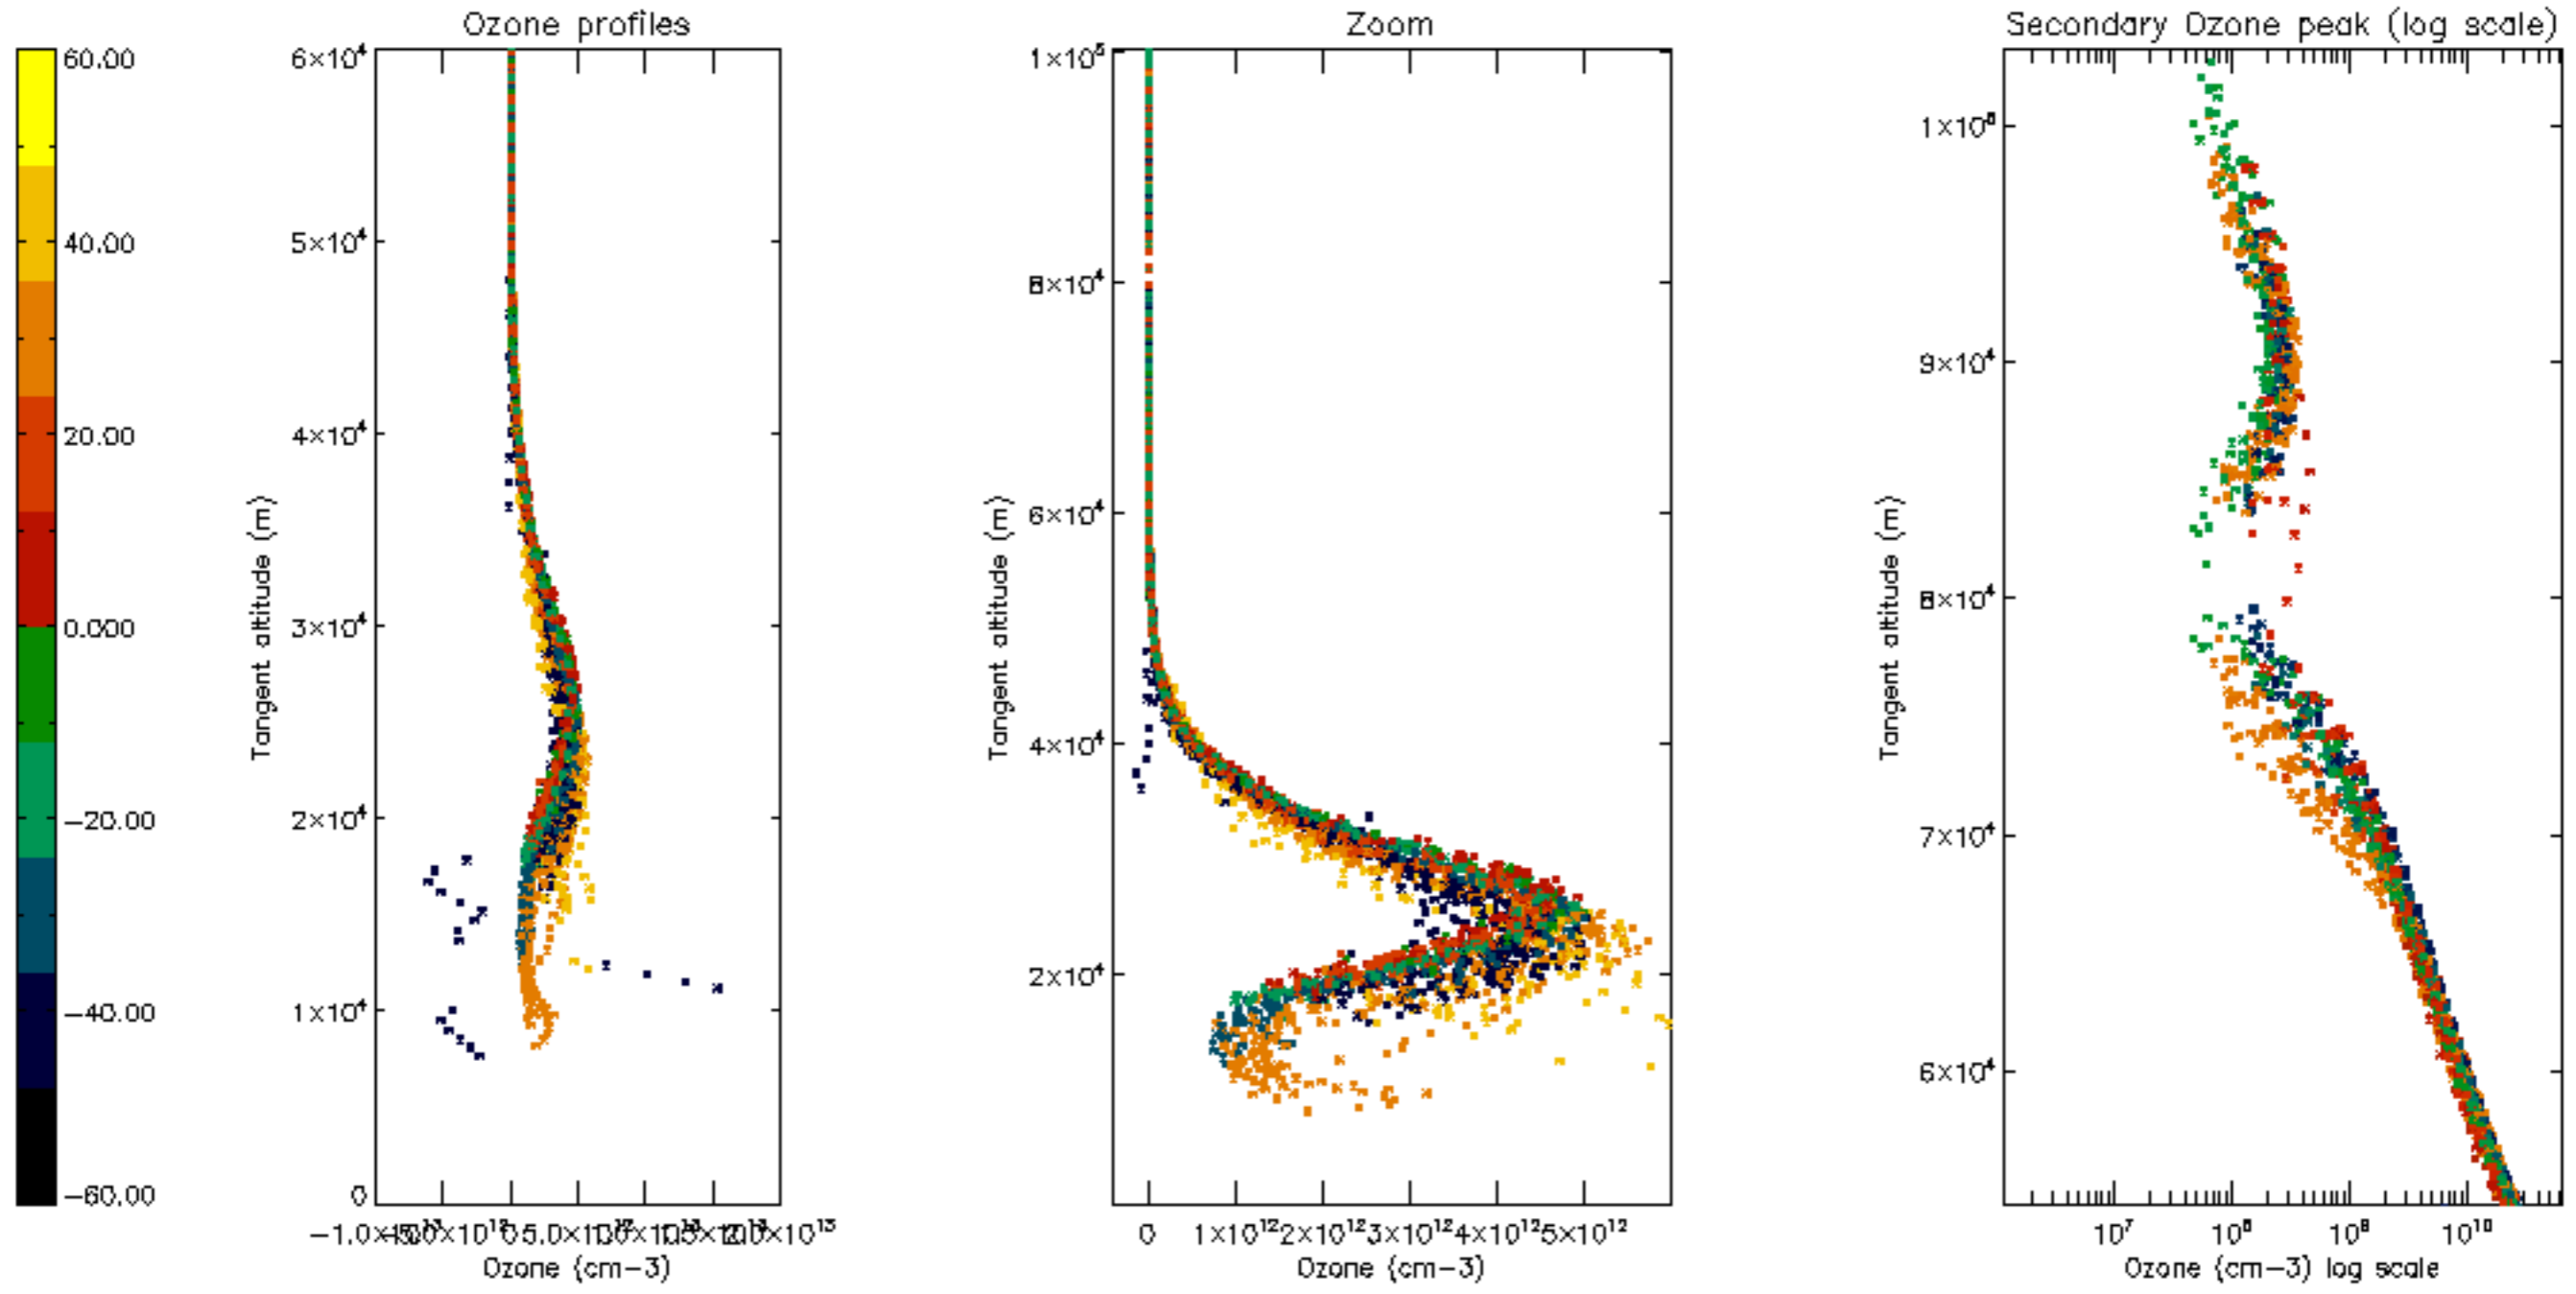 Ozone profiles
Zoom
Secondary Ozone peak (log scale)
60.00
40.00
20.00
0.000
−20.00
−40.00
−60.00
Tangent altitude (m)
6×10⁴
5×10⁴
4×10⁴
3×10⁴
2×10⁴
1×10⁴
0
Ozone (cm−3)
Tangent altitude (m)
1×10⁵
8×10⁴
6×10⁴
4×10⁴
2×10⁴
0 1×10¹² 2×10¹² 3×10¹² 4×10¹² 5×10¹²
Ozone (cm−3)
Tangent altitude (m)
1×10⁵
9×10⁴
8×10⁴
7×10⁴
6×10⁴
10⁷ 10⁸ 10⁹ 10¹⁰
Ozone (cm−3) log scale